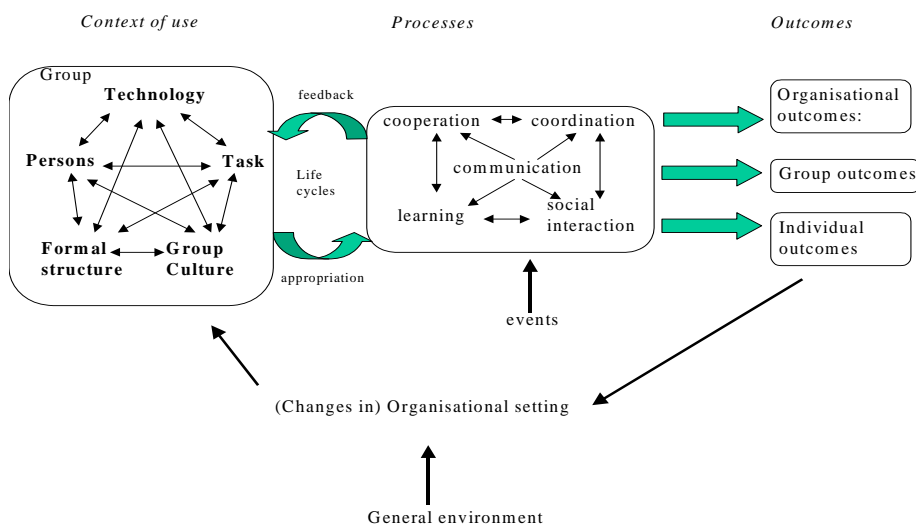 Context of use
Processes
Outcomes
Group
Technology
Persons
Task
Formal
structure
Group
Culture
feedback
Life
cycles
appropriation
cooperation
coordination
communication
learning
social
interaction
events
Organisational
outcomes:
Group outcomes
Individual
outcomes
(Changes in) Organisational setting
General environment